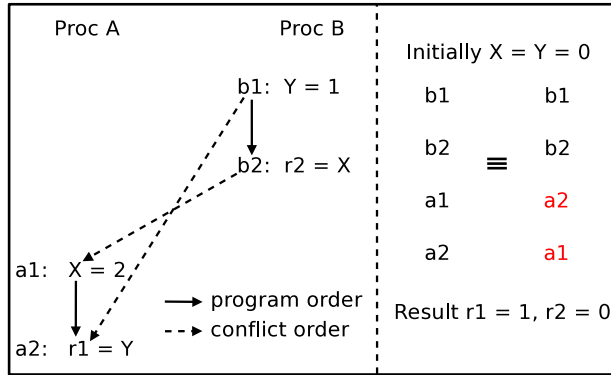 Proc A
Proc B
b1: Y = 1
b2: r2 = X
a1: X = 2
a2: r1 = Y
program order
conflict order
Initially X = Y = 0
b1 b1
b2 ≡ b2
a1 a2
a2 a1
Result r1 = 1, r2 = 0